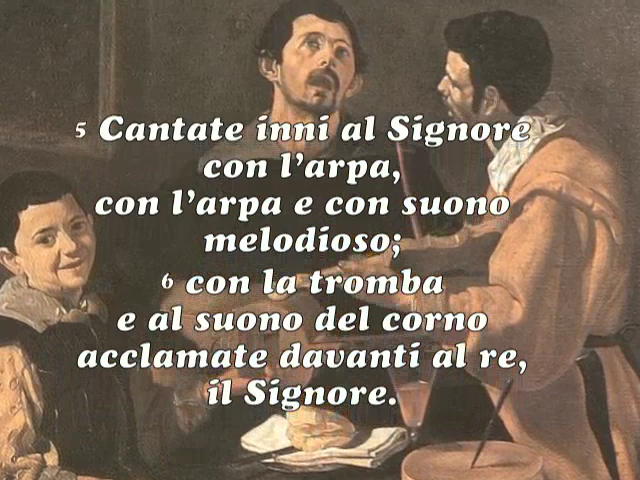 5 Cantate inni al Signore
con l'arpa,
con l'arpa e con suono
melodioso;
6 con la tromba
e al suono del corno
acclamate davanti al re,
il Signore.